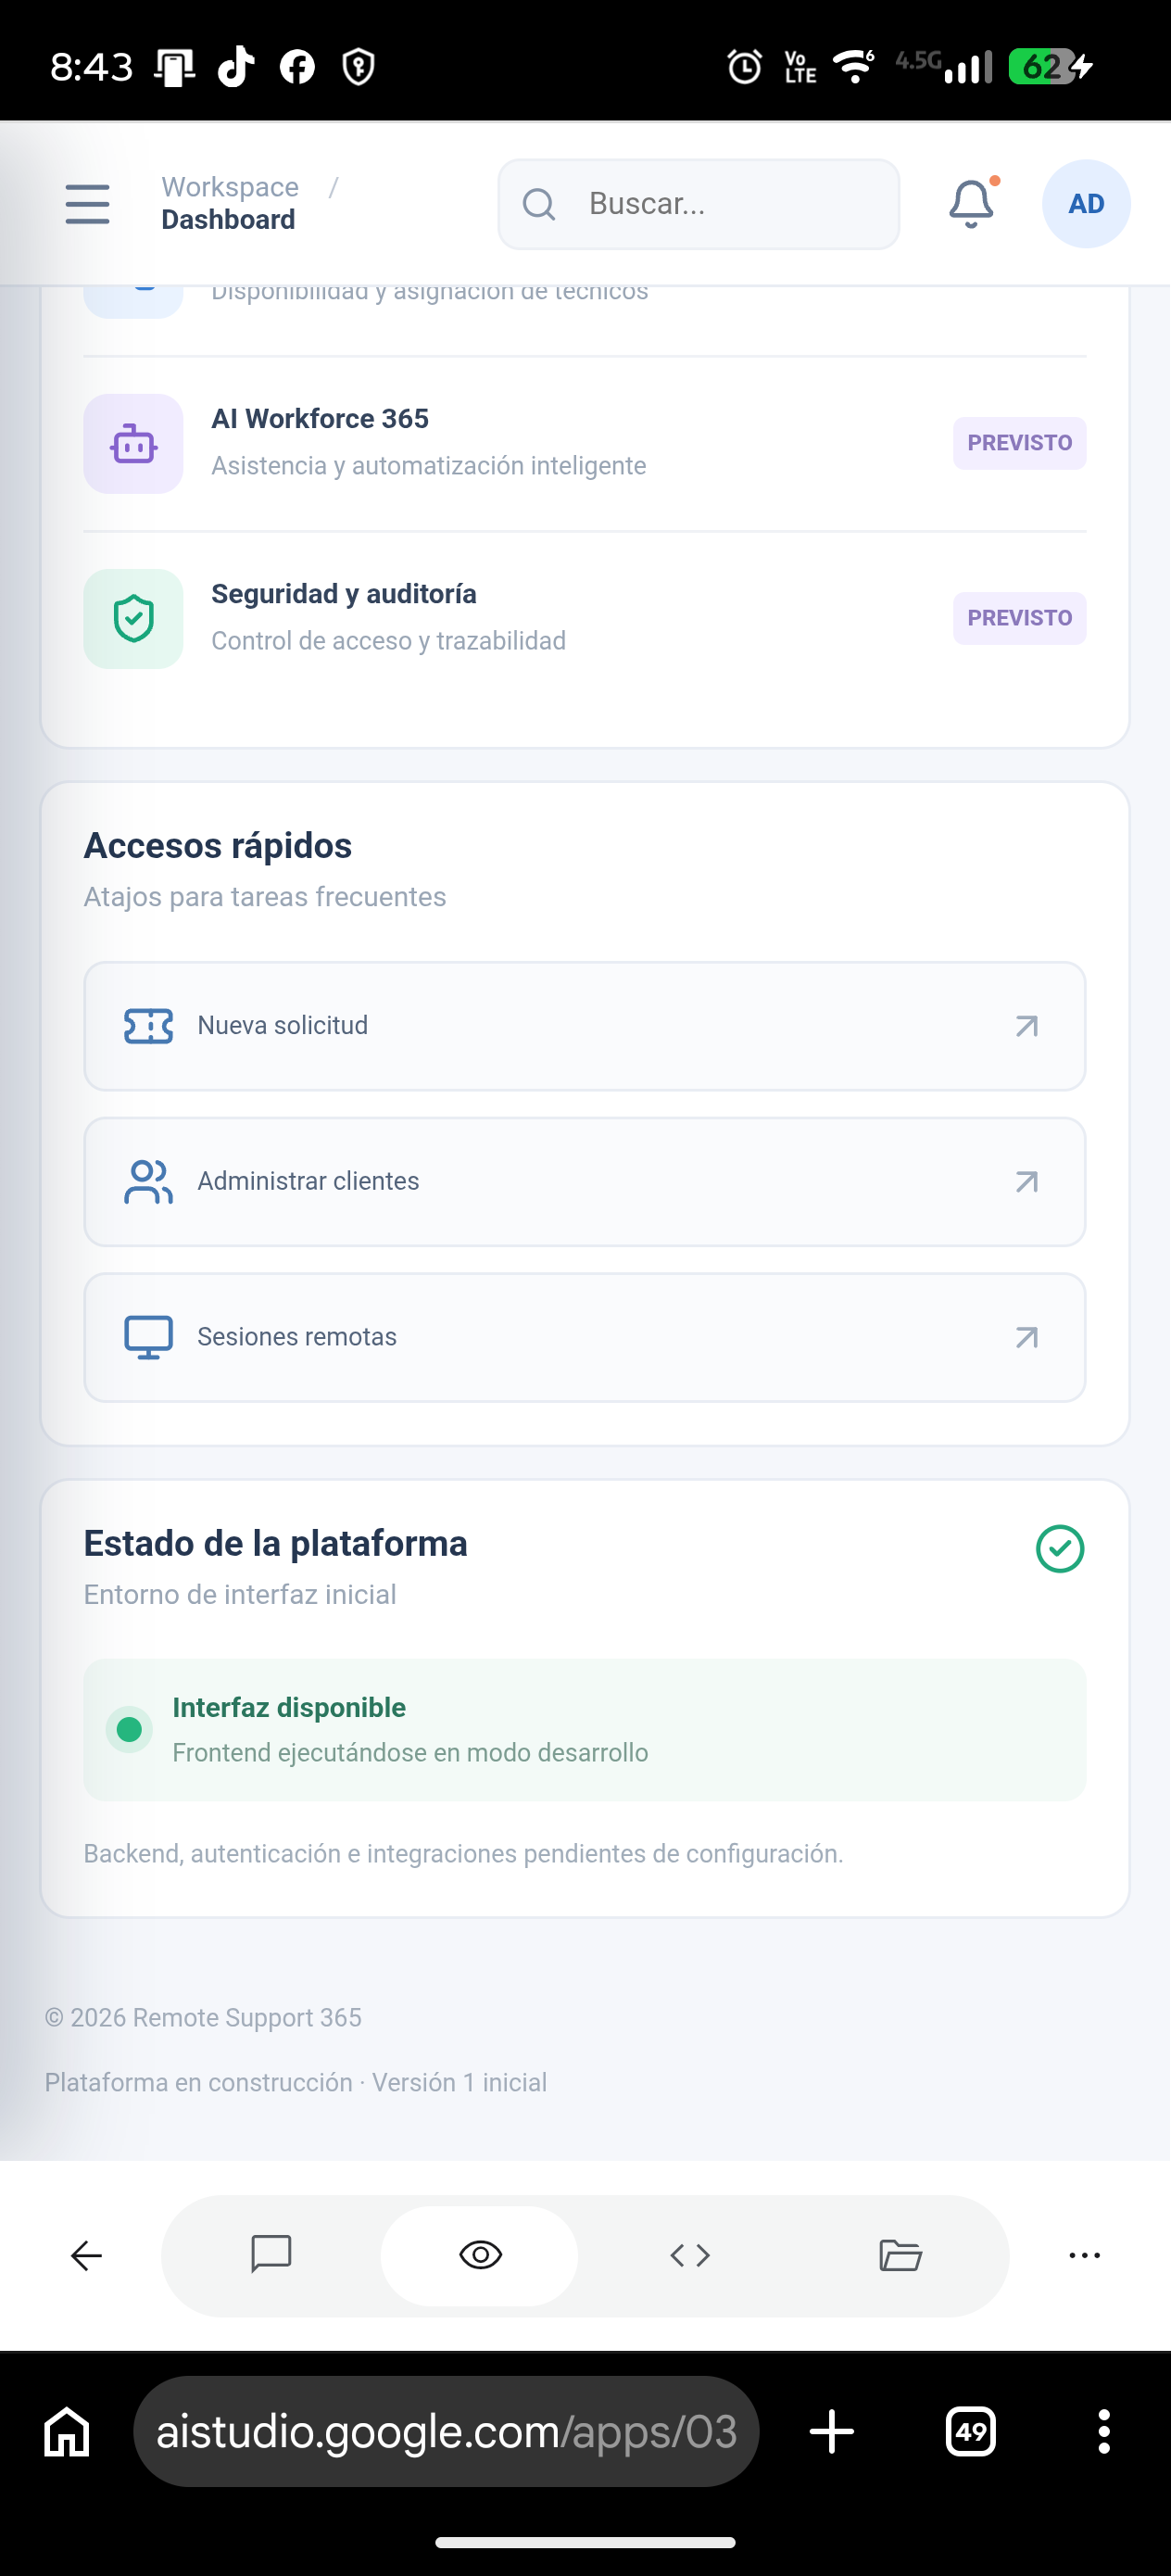 8:43
Vo
LTE
6
4.5G
62
Workspace /
Dashboard
Buscar...
AD
Disponibilidad y asignación de técnicos
AI Workforce 365
Asistencia y automatización inteligente
PREVISTO
Seguridad y auditoría
Control de acceso y trazabilidad
PREVISTO
Accesos rápidos
Atajos para tareas frecuentes
Nueva solicitud
Administrar clientes
Sesiones remotas
Estado de la plataforma
Entorno de interfaz inicial
Interfaz disponible
Frontend ejecutándose en modo desarrollo
Backend, autenticación e integraciones pendientes de configuración.
© 2026 Remote Support 365
Plataforma en construcción · Versión 1 inicial
aistudio.google.com/apps/03
49